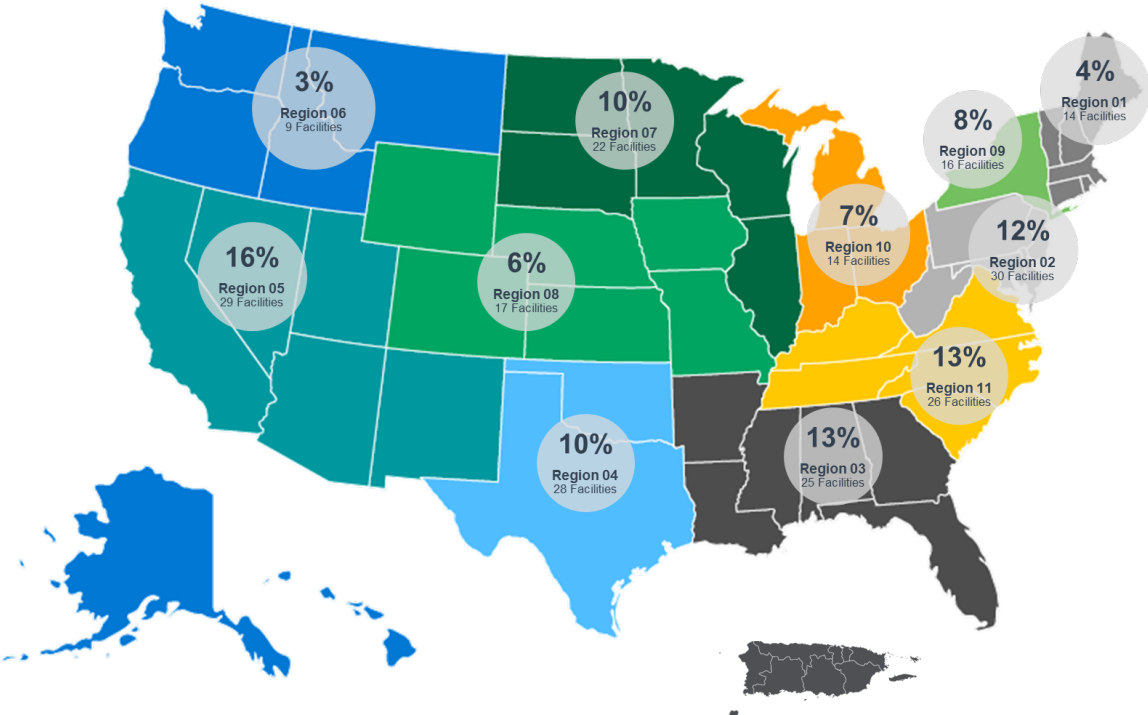 4%
Region 01
14 Facilities
3%
Region 06
9 Facilities
10%
Region 07
22 Facilities
8%
Region 09
16 Facilities
7%
Region 10
14 Facilities
12%
Region 02
30 Facilities
16%
Region 05
29 Facilities
6%
Region 08
17 Facilities
13%
Region 11
26 Facilities
10%
Region 04
28 Facilities
13%
Region 03
25 Facilities